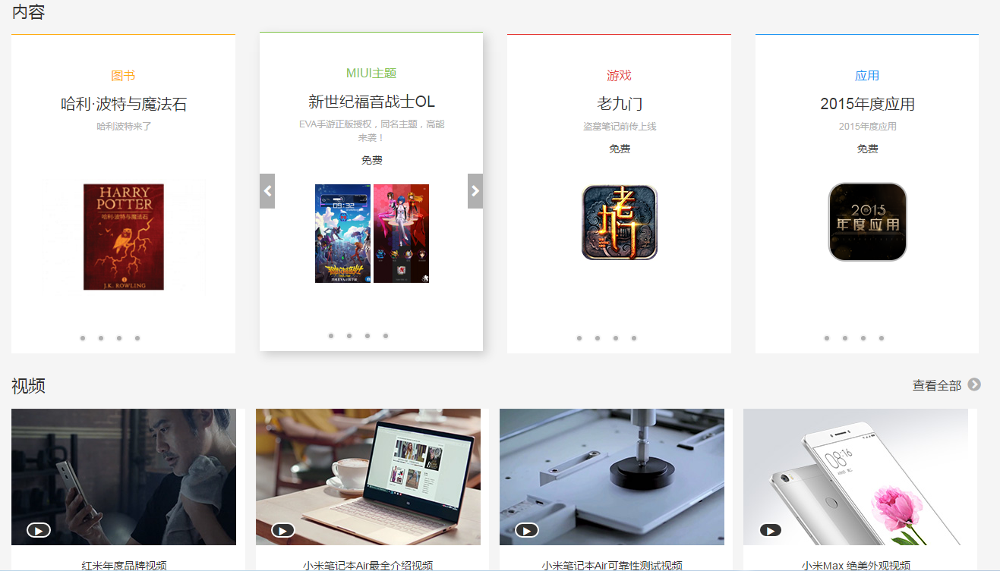 内容
图书
哈利·波特与魔法石
哈利波特来了
HARRY
POTTER
哈利·波特与魔法石
J.K. ROWLING
MIUI主题
新世纪福音战士OL
EVA手游正版授权，同名主题，高能
来袭！
免费
09:32
游戏
老九门
盗墓笔记前传上线
免费
老九门
应用
2015年度应用
2015年度应用
免费
2015
年度应用
视频
查看全部
08:16
红米年度品牌视频
小米笔记本Air最全介绍视频
小米笔记本Air可靠性测试视频
小米Max 绝美外观视频